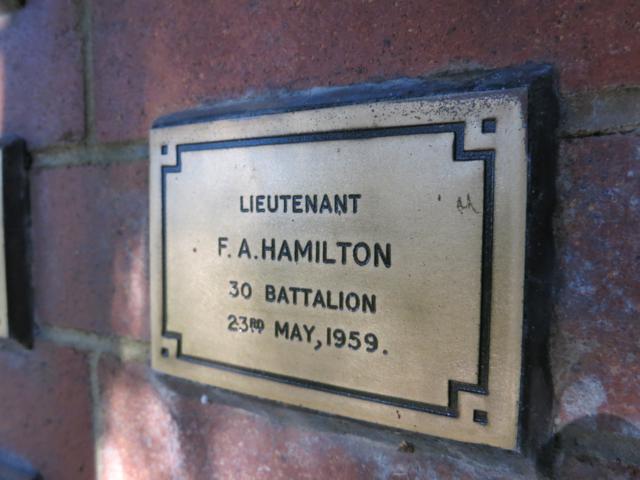 LIEUTENANT
F. A. HAMILTON
30 BATTALION
23RD MAY, 1959.